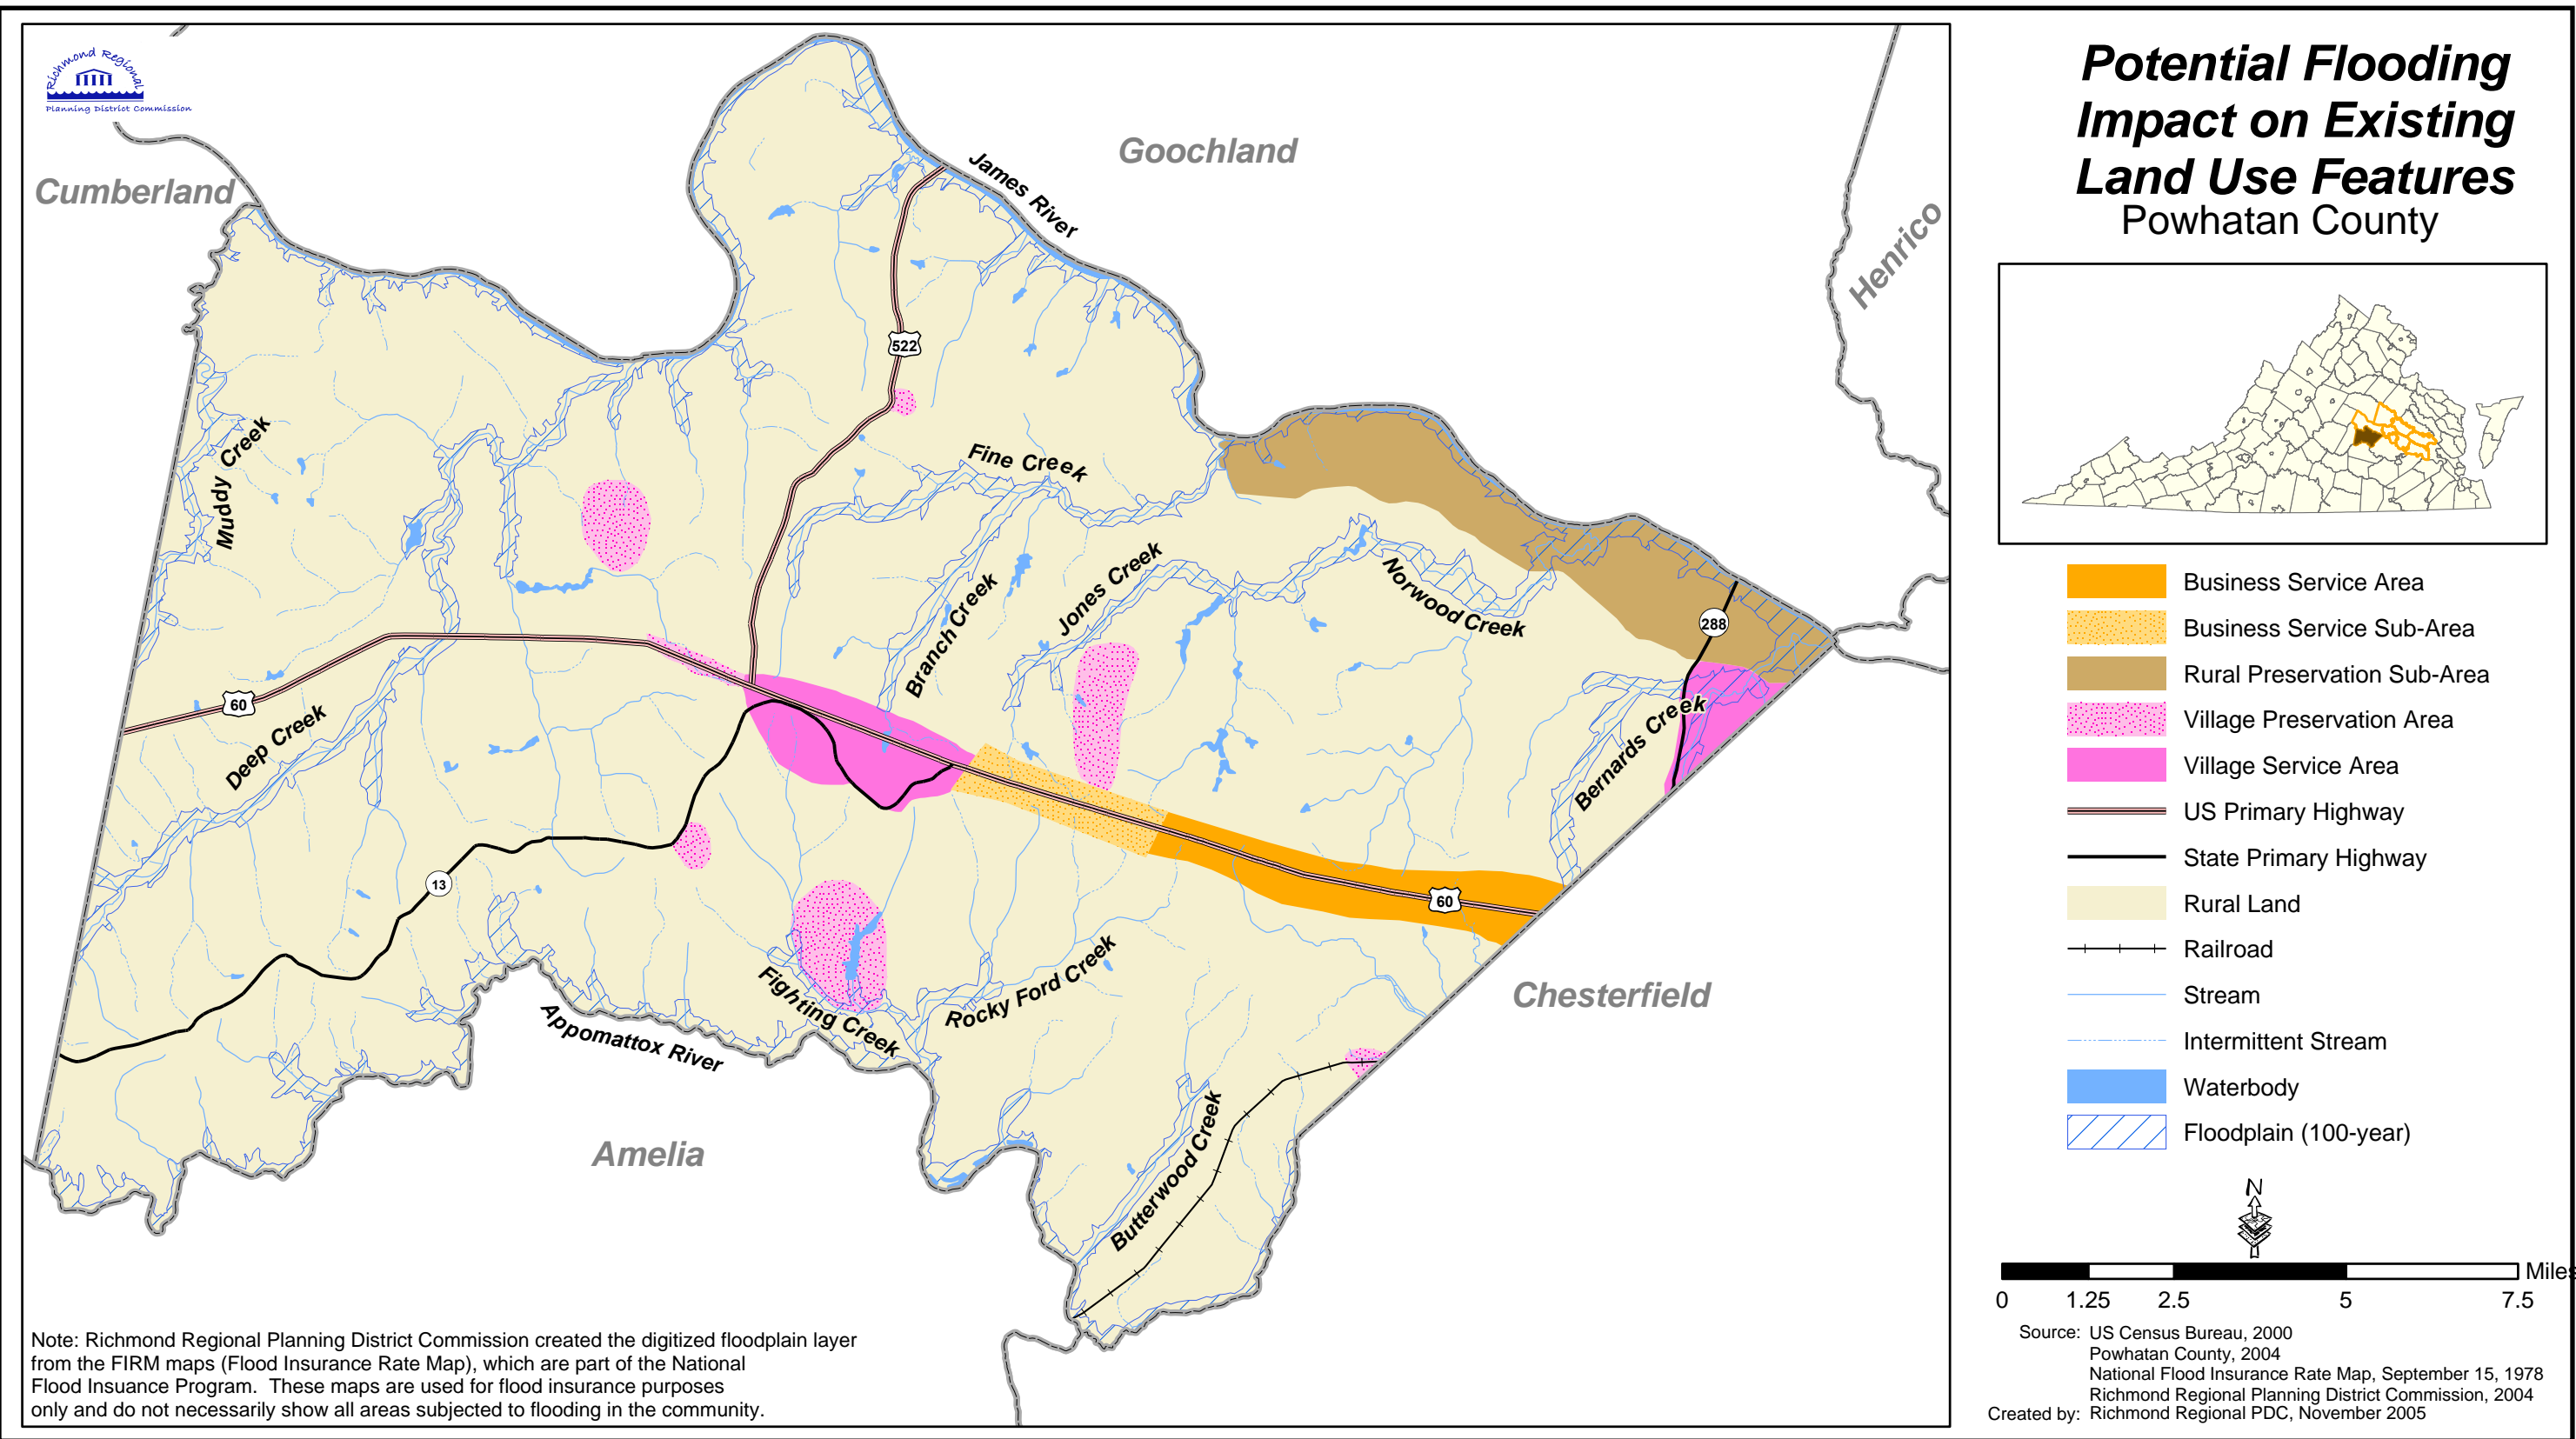 Richmond Regional
Planning District Commission
Potential Flooding
Impact on Existing
Land Use Features
Powhatan County
Cumberland
Goochland
Henrico
James River
522
Muddy Creek
Fine Creek
Branch Creek
Jones Creek
Norwood Creek
288
60
Deep Creek
Bernards Creek
13
60
Fighting Creek
Rocky Ford Creek
Appomattox River
Chesterfield
Amelia
Butterwood Creek
Business Service Area
Business Service Sub-Area
Rural Preservation Sub-Area
Village Preservation Area
Village Service Area
US Primary Highway
State Primary Highway
Rural Land
Railroad
Stream
Intermittent Stream
Waterbody
Floodplain (100-year)
N
Miles
0 1.25 2.5 5 7.5
Source: US Census Bureau, 2000
Powhatan County, 2004
National Flood Insurance Rate Map, September 15, 1978
Richmond Regional Planning District Commission, 2004
Created by: Richmond Regional PDC, November 2005
Note: Richmond Regional Planning District Commission created the digitized floodplain layer
from the FIRM maps (Flood Insurance Rate Map), which are part of the National
Flood Insuance Program. These maps are used for flood insurance purposes
only and do not necessarily show all areas subjected to flooding in the community.